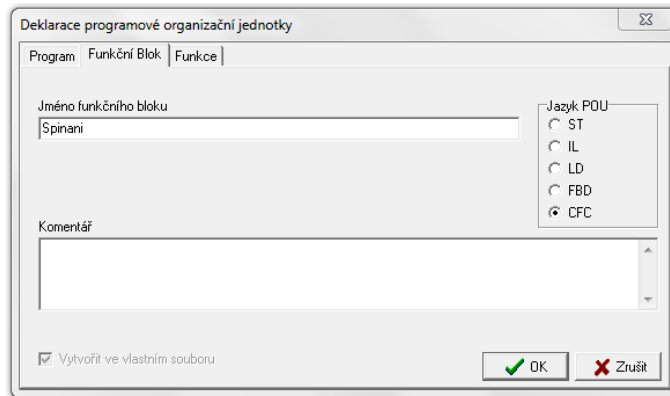 Deklarace programové organizační jednotky
Program Funkční Blok Funkce
Jméno funkčního bloku
Spinani
Jazyk POU
ST
IL
LD
FBD
CFC
Komentář
Vytvořit ve vlastním souboru
OK Zrušit